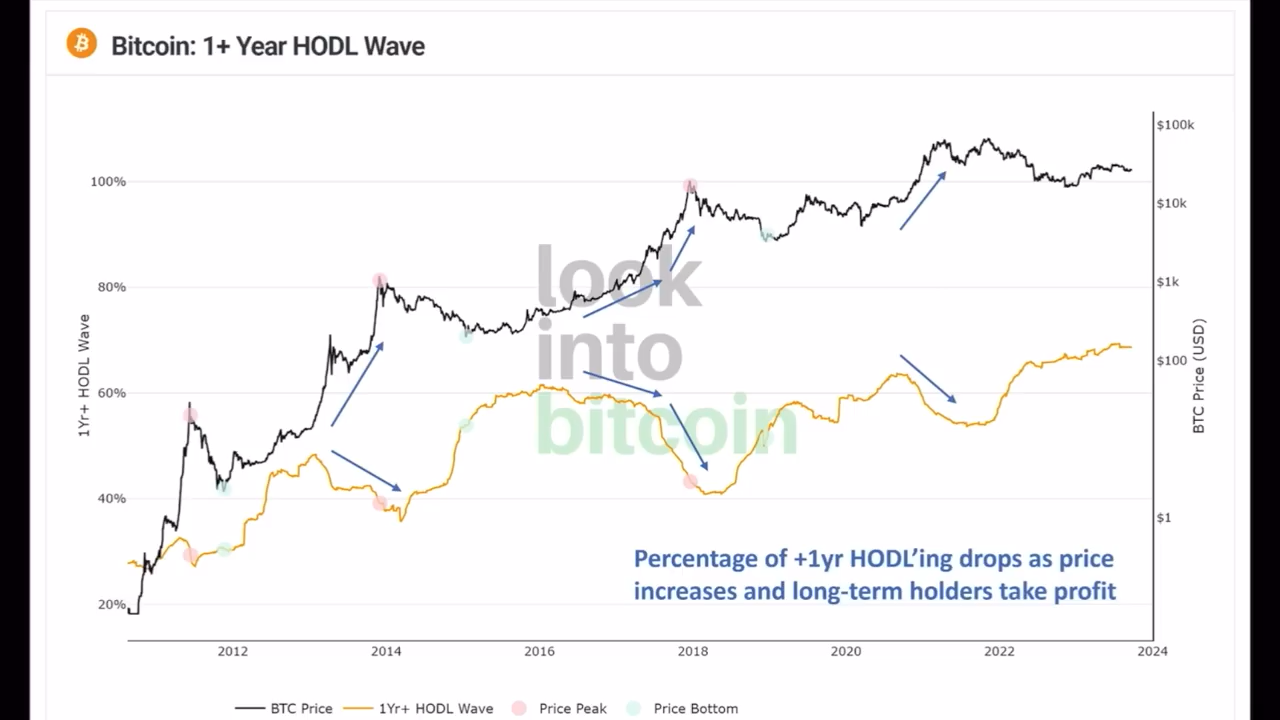 Bitcoin: 1+ Year HODL Wave
$100k
100%
$10k
look
80%
$1k
into
1Yr+ HODL Wave
BTC Price (USD)
$100
60%
bitcoin
40%
$1
Percentage of +1yr HODL’ing drops as price
increases and long-term holders take profit
20%
2012 2014 2016 2018 2020 2022 2024
BTC Price 1Yr+ HODL Wave Price Peak Price Bottom